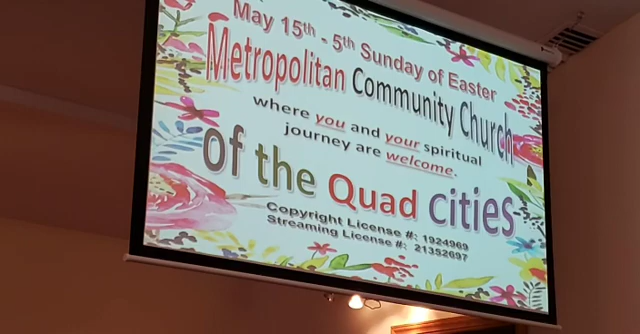 May 15th - 5th Sunday of Easter
Metropolitan Community Church
where you and your spiritual
journey are welcome.
of the Quad cities
Copyright License #: 1924969
Streaming License #: 21352697